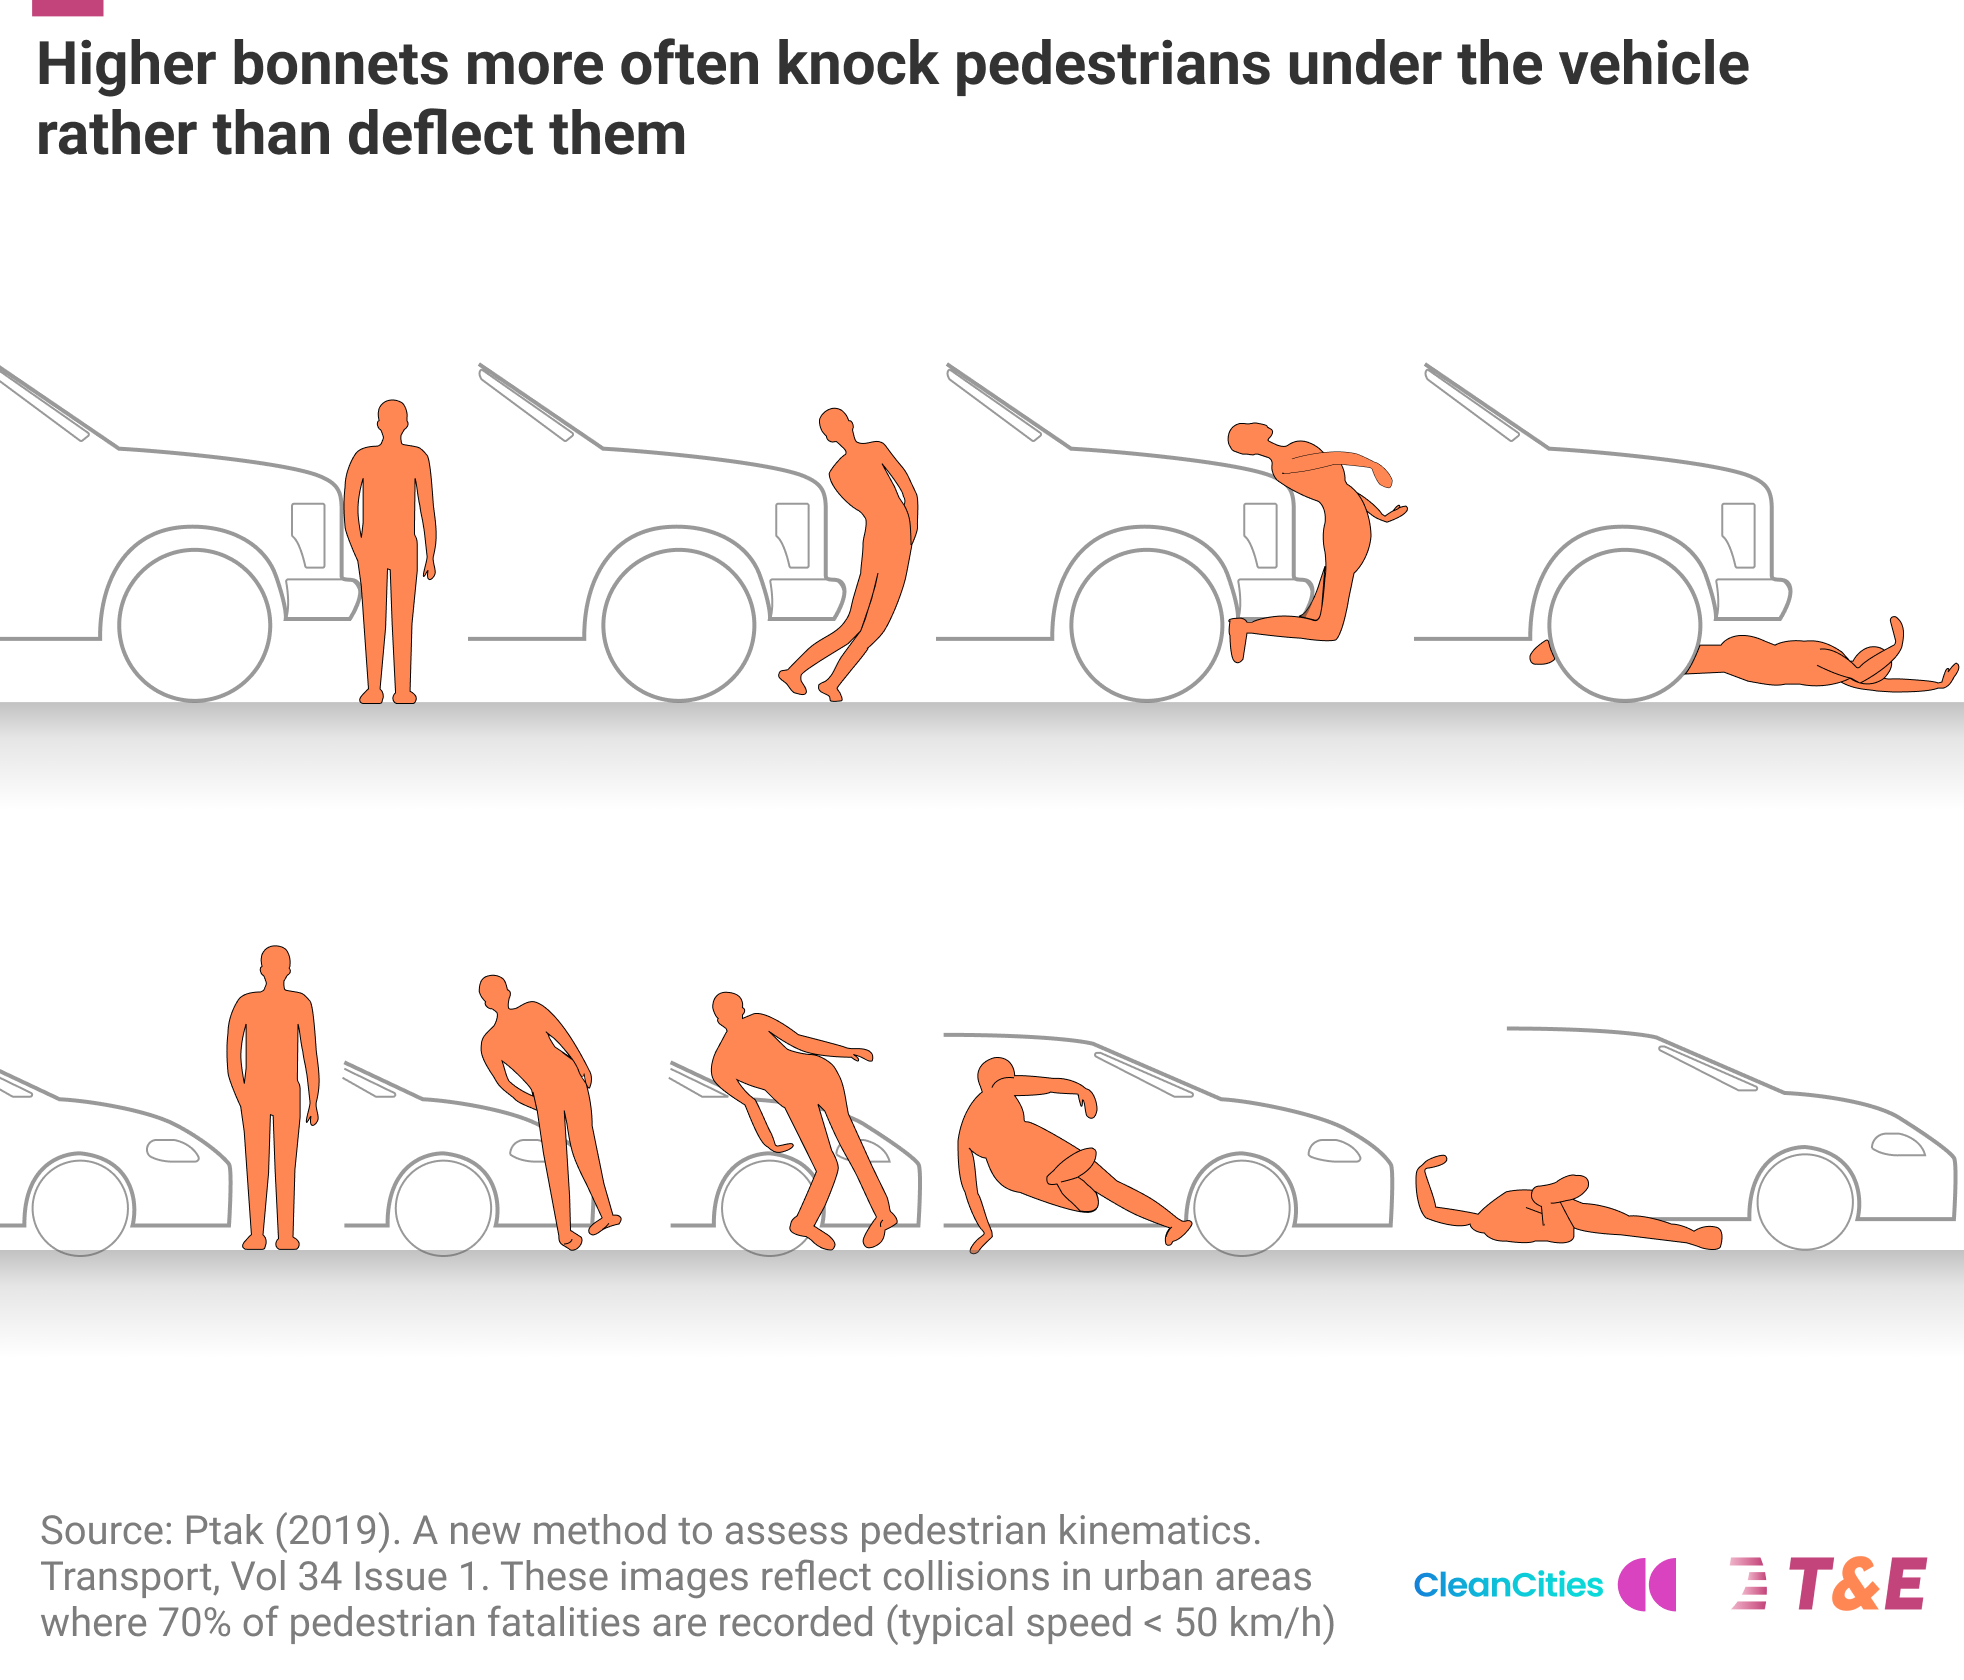 Higher bonnets more often knock pedestrians under the vehicle
rather than deflect them
Source: Ptak (2019). A new method to assess pedestrian kinematics.
Transport, Vol 34 Issue 1. These images reflect collisions in urban areas
where 70% of pedestrian fatalities are recorded (typical speed < 50 km/h)
CleanCities
T&E